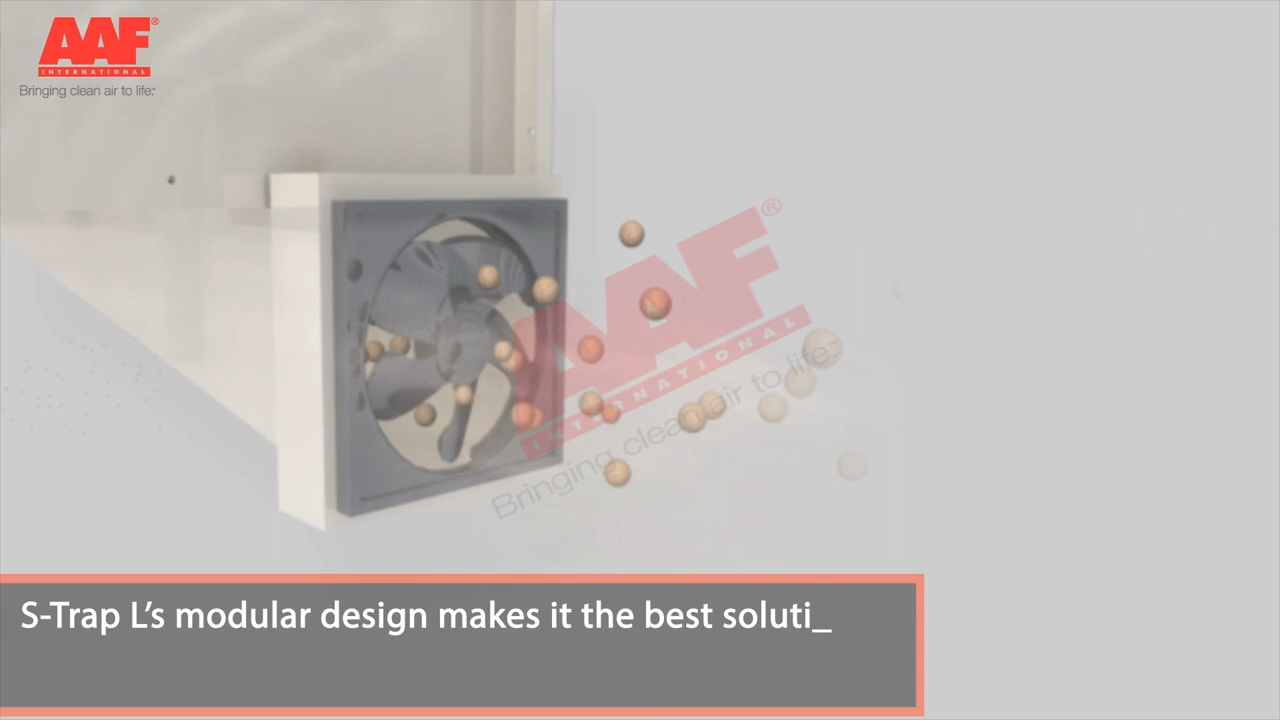 AAF®
INTERNATIONAL
Bringing clean air to life.™
AAF®
INTERNATIONAL
Bringing clean air to life.
S-Trap L’s modular design makes it the best soluti_